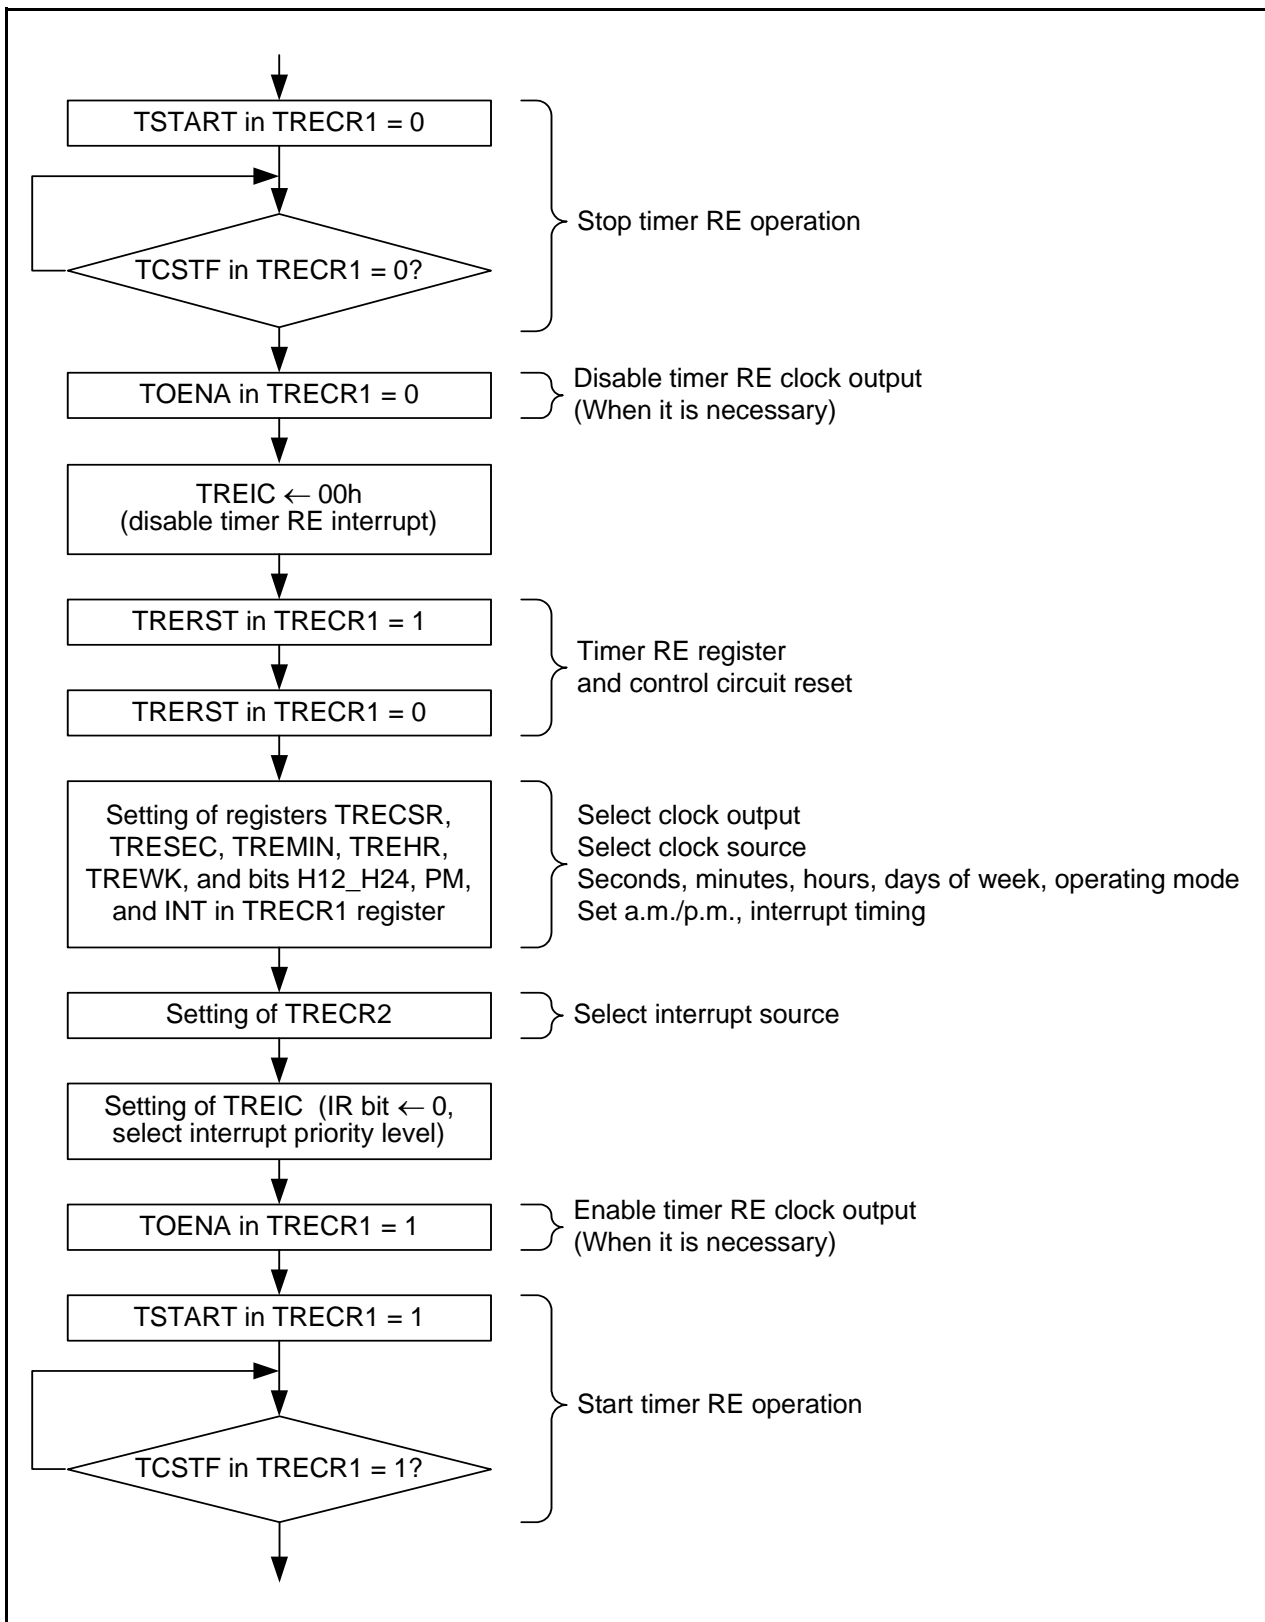 TSTART in TRECR1 = 0
TCSTF in TRECR1 = 0?
Stop timer RE operation
TOENA in TRECR1 = 0
Disable timer RE clock output
(When it is necessary)
TREIC ← 00h
(disable timer RE interrupt)
TRERST in TRECR1 = 1
TRERST in TRECR1 = 0
Timer RE register
and control circuit reset
Setting of registers TRECSR,
TRESEC, TREMIN, TREHR,
TREWK, and bits H12_H24, PM,
and INT in TRECR1 register
Select clock output
Select clock source
Seconds, minutes, hours, days of week, operating mode
Set a.m./p.m., interrupt timing
Setting of TRECR2
Select interrupt source
Setting of TREIC (IR bit ← 0,
select interrupt priority level)
TOENA in TRECR1 = 1
Enable timer RE clock output
(When it is necessary)
TSTART in TRECR1 = 1
TCSTF in TRECR1 = 1?
Start timer RE operation